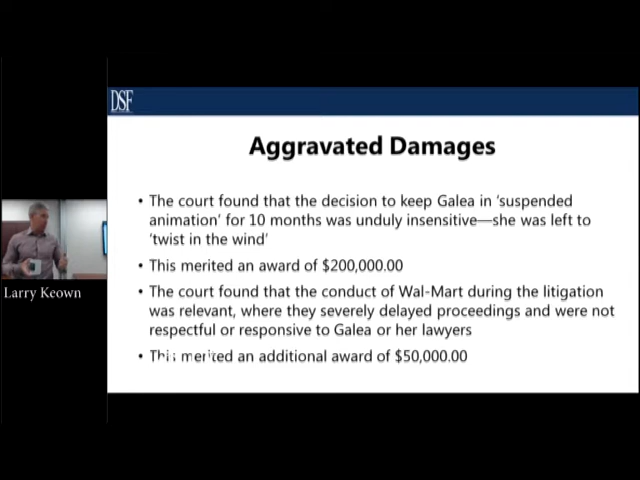 DSF
Aggravated Damages
• The court found that the decision to keep Galea in 'suspended
animation' for 10 months was unduly insensitive—she was left to
'twist in the wind'
• This merited an award of $200,000.00
• The court found that the conduct of Wal-Mart during the litigation
was relevant, where they severely delayed proceedings and were not
respectful or responsive to Galea or her lawyers
• This merited an additional award of $50,000.00
Larry Keown